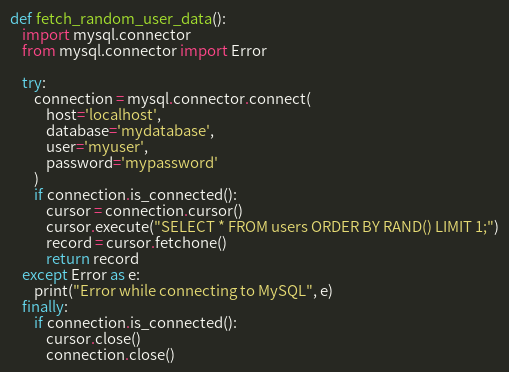 def fetch_random_user_data():
    import mysql.connector
    from mysql.connector import Error

    try:
        connection = mysql.connector.connect(
            host='localhost',
            database='mydatabase',
            user='myuser',
            password='mypassword'
        )
        if connection.is_connected():
            cursor = connection.cursor()
            cursor.execute("SELECT * FROM users ORDER BY RAND() LIMIT 1;")
            record = cursor.fetchone()
            return record
    except Error as e:
        print("Error while connecting to MySQL", e)
    finally:
        if connection.is_connected():
            cursor.close()
            connection.close()